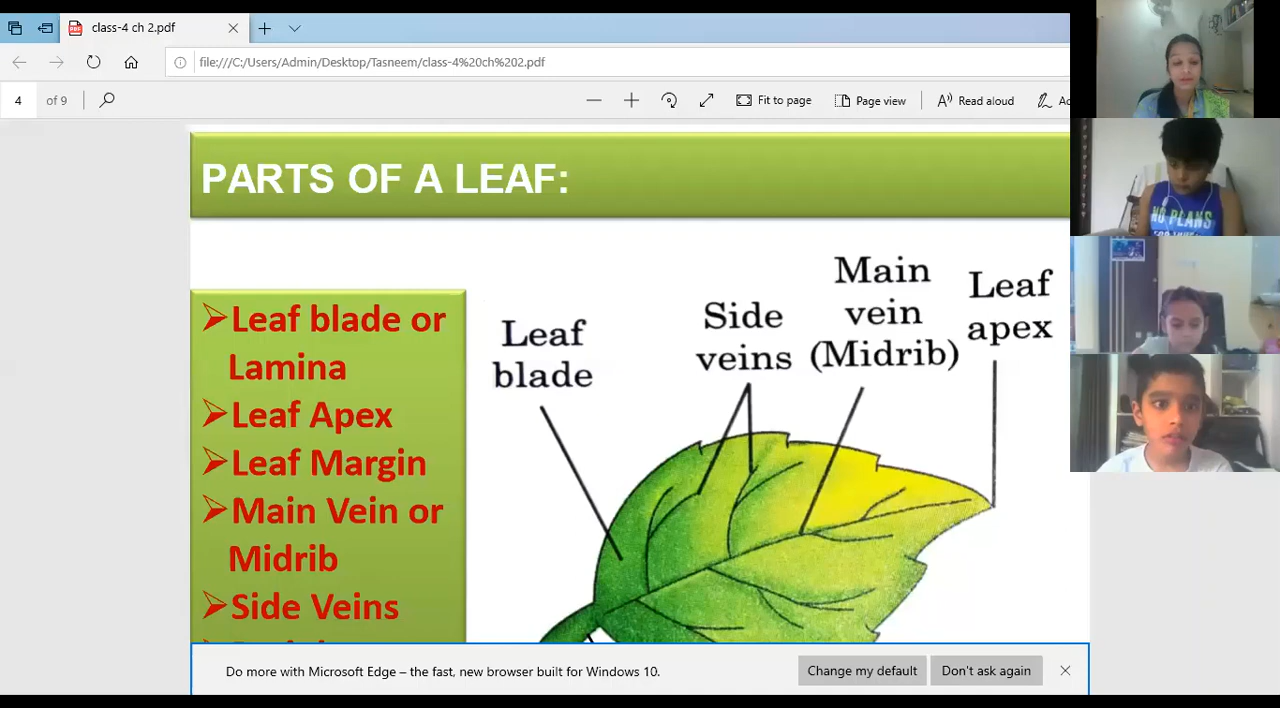 class-4 ch 2.pdf
file:///C:/Users/Admin/Desktop/Tasneem/class-4%20ch%202.pdf
4 of 9
Fit to page
Page view
Read aloud
PARTS OF A LEAF:
Leaf blade or
Lamina
Leaf Apex
Leaf Margin
Main Vein or
Midrib
Side Veins
Leaf
blade
Side
veins
Main
vein
(Midrib)
Leaf
apex
NO PLANS
Do more with Microsoft Edge – the fast, new browser built for Windows 10.
Change my default
Don't ask again